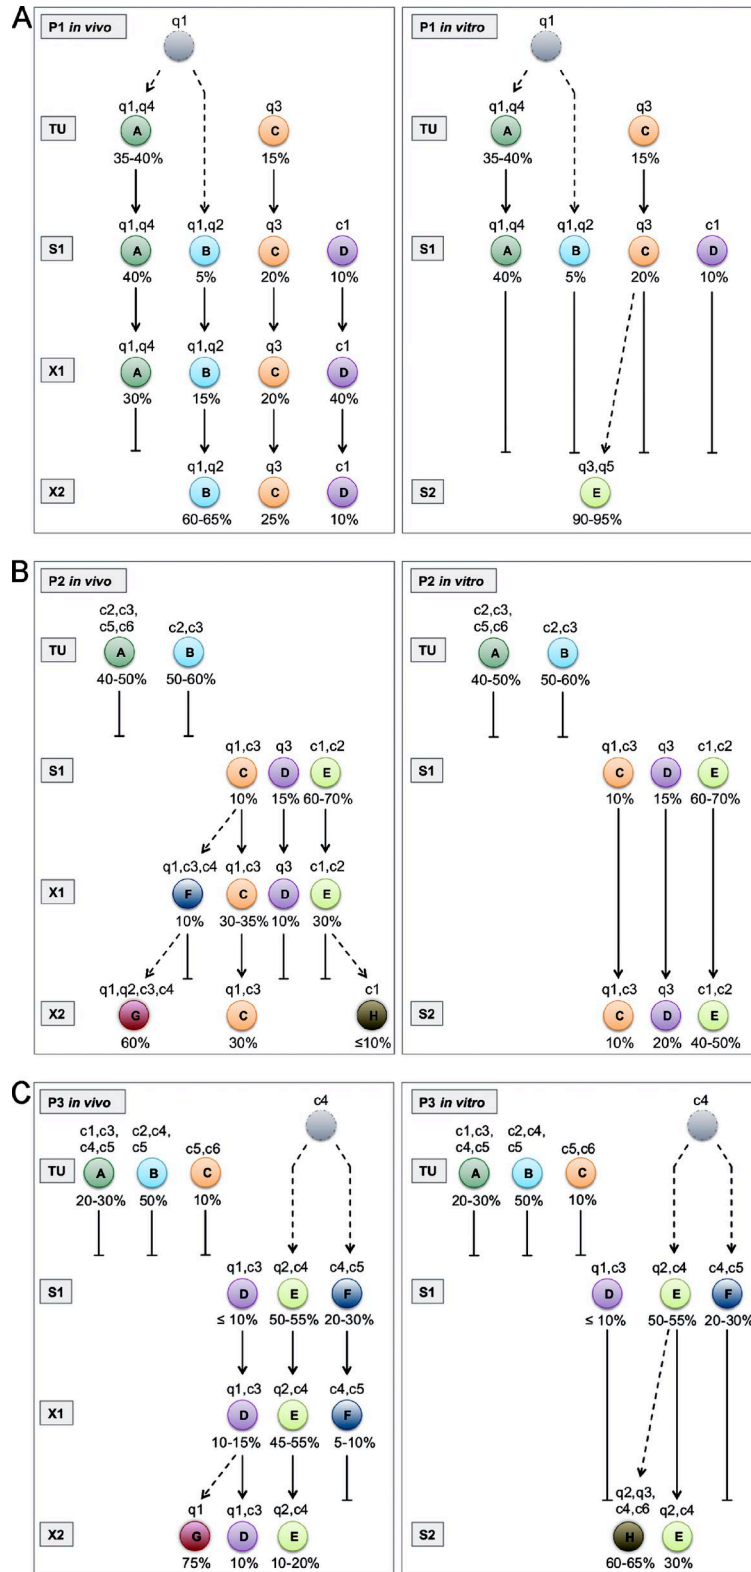 A
P1 in vivo
q1
TU
q1,q4
A
35-40%
q3
C
15%
S1
q1,q4
A
40%
q1,q2
B
5%
q3
C
20%
c1
D
10%
X1
q1,q4
A
30%
q1,q2
B
15%
q3
C
20%
c1
D
40%
X2
q1,q2
B
60-65%
q3
C
25%
c1
D
10%
P1 in vitro
q1
TU
q1,q4
A
35-40%
q3
C
15%
S1
q1,q4
A
40%
q1,q2
B
5%
q3
C
20%
c1
D
10%
S2
q3,q5
E
90-95%
B
P2 in vivo
TU
c2,c3,
c5,c6
A
40-50%
c2,c3
B
50-60%
S1
q1,c3
C
10%
q3
D
15%
c1,c2
E
60-70%
X1
q1,c3,c4
F
10%
q1,c3
C
30-35%
q3
D
10%
c1,c2
E
30%
X2
q1,q2,c3,c4
G
60%
q1,c3
C
30%
c1
H
≤10%
P2 in vitro
TU
c2,c3,
c5,c6
A
40-50%
c2,c3
B
50-60%
S1
q1,c3
C
10%
q3
D
15%
c1,c2
E
60-70%
S2
q1,c3
C
10%
q3
D
20%
c1,c2
E
40-50%
C
P3 in vivo
c4
TU
c1,c3,
c4,c5
A
20-30%
c2,c4,
c5
B
50%
c5,c6
C
10%
S1
q1,c3
D
≤ 10%
q2,c4
E
50-55%
c4,c5
F
20-30%
X1
q1,c3
D
10-15%
q2,c4
E
45-55%
c4,c5
F
5-10%
X2
q1
G
75%
q1,c3
D
10%
q2,c4
E
10-20%
P3 in vitro
c4
TU
c1,c3,
c4,c5
A
20-30%
c2,c4,
c5
B
50%
c5,c6
C
10%
S1
q1,c3
D
≤ 10%
q2,c4
E
50-55%
c4,c5
F
20-30%
S2
q2,q3,
c4,c6
H
60-65%
q2,c4
E
30%